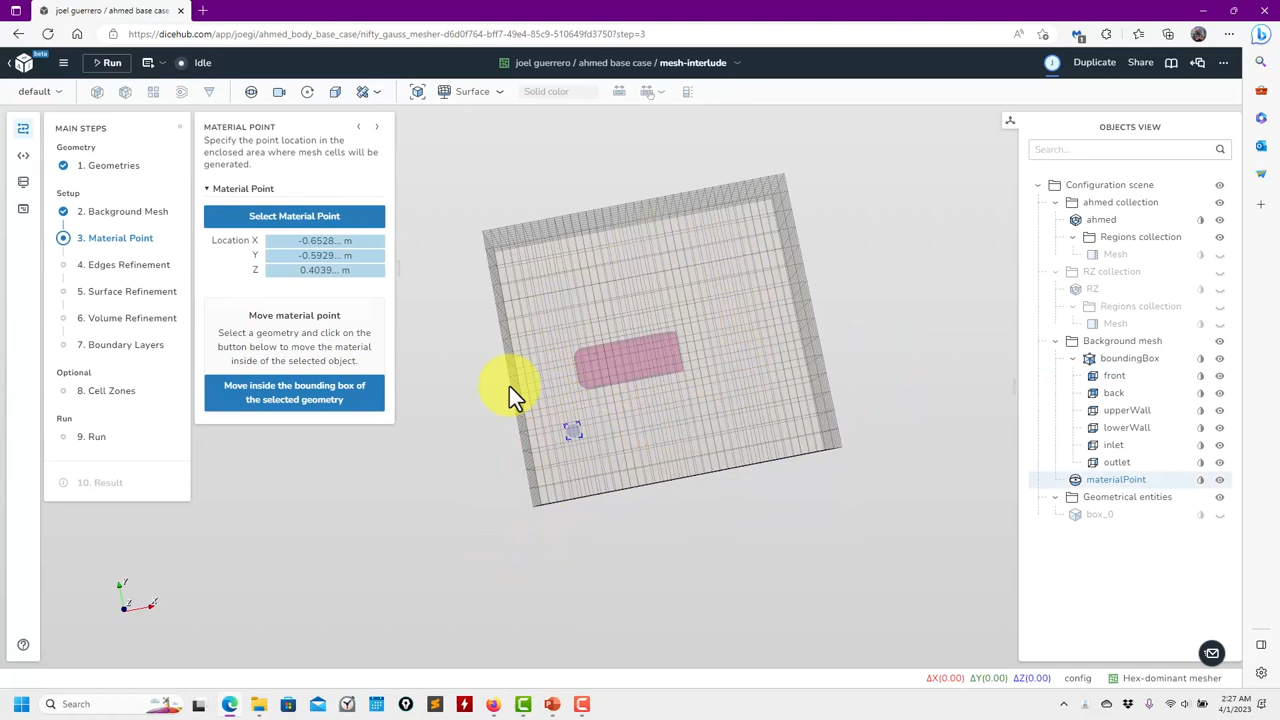 joel guerrero / ahmed base case
https://dicehub.com/app/joegi/ahmed_body_base_case/nifty_gauss_mesher-ohmdepef-bff7-49e4-85c9-510649fd3750?step=3
beta
Run
Idle
joel guerrero / ahmed base case / mesh-interlude
J
Duplicate
Share
default
Surface
Solid color
MAIN STEPS
Geometry
1. Geometries
Setup
2. Background Mesh
3. Material Point
4. Edges Refinement
5. Surface Refinement
6. Volume Refinement
7. Boundary Layers
Optional
8. Cell Zones
Run
9. Run
10. Result
MATERIAL POINT
Specify the point location in the
enclosed area where mesh cells will be
generated.
Material Point
Select Material Point
Location X -0.6528... m
Y -0.5929... m
Z 0.4039... m
Move material point
Select a geometry and click on the
button below to move the material
inside of the selected object.
Move inside the bounding box of
the selected geometry
Y
Z
X
OBJECTS VIEW
Search...
Configuration scene
ahmed collection
ahmed
Regions collection
Mesh
RZ collection
RZ
Regions collection
Mesh
Background mesh
boundingBox
front
back
upperWall
lowerWall
inlet
outlet
materialPoint
Geometrical entities
box_0
ΔX(0.00) ΔY(0.00) ΔZ(0.00) config Hex-dominant mesher
Search
2:27 AM
4/1/2023